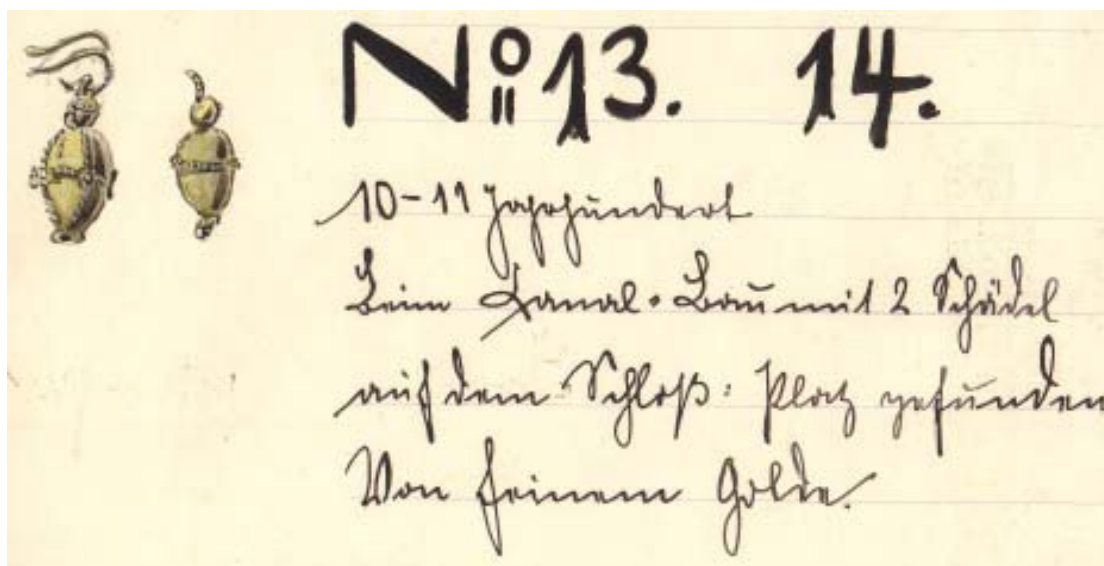 No 13. 14.
10-11 Jahrhundert
Beim Kanal-Bau mit 2 Schädel
auf dem Schloß-Platz gefunden
Von feinem Golde.